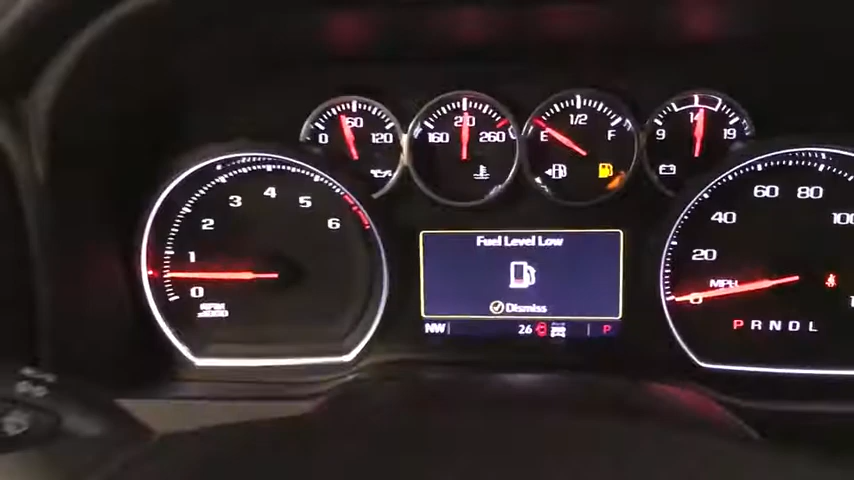 0 60 120
160 210 260
E 1/2 F
9 14 19
0 1 2 3 4 5 6
RPM
x1000
Fuel Level Low
Dismiss
NW 26 P
0 20 40 60 80 100
MPH
PRNDL